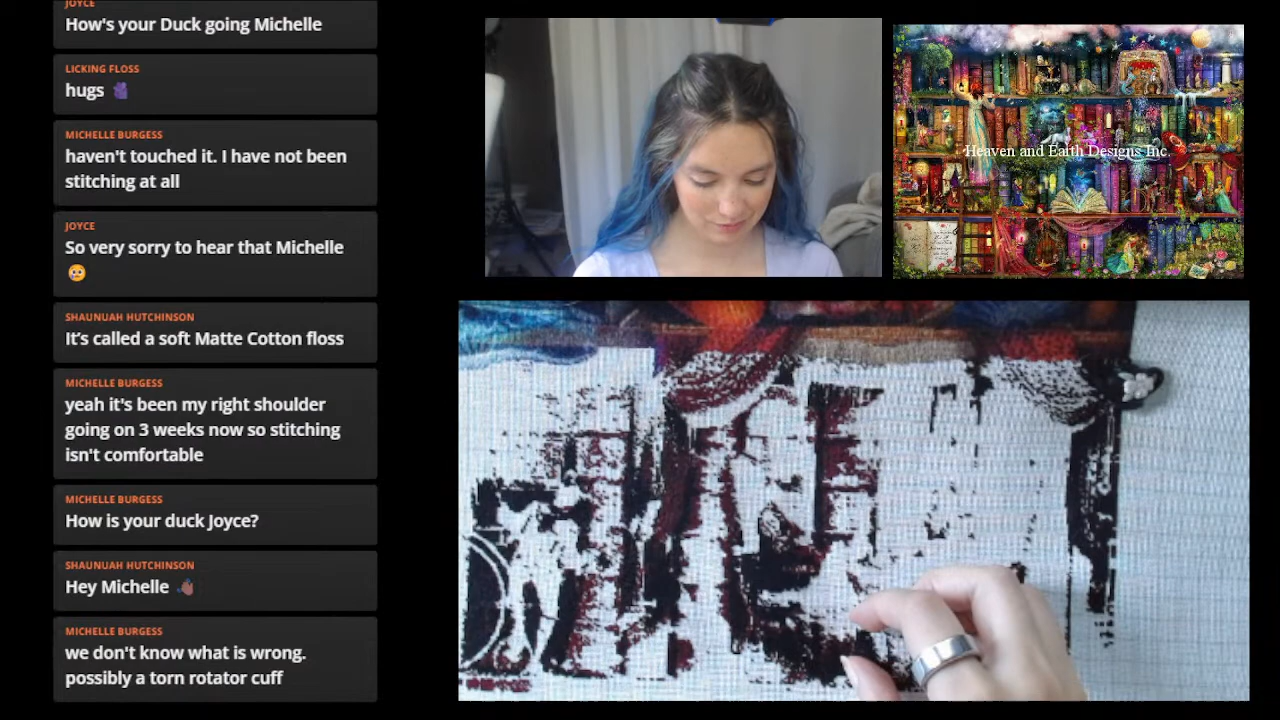 JOYCE
How's your Duck going Michelle
LICKING FLOSS
hugs
MICHELLE BURGESS
haven't touched it. I have not been
stitching at all
JOYCE
So very sorry to hear that Michelle
SHAUNUAH HUTCHINSON
It's called a soft Matte Cotton floss
MICHELLE BURGESS
yeah it's been my right shoulder
going on 3 weeks now so stitching
isn't comfortable
MICHELLE BURGESS
How is your duck Joyce?
SHAUNUAH HUTCHINSON
Hey Michelle
MICHELLE BURGESS
we don't know what is wrong.
possibly a torn rotator cuff
Heaven and Earth Designs Inc.